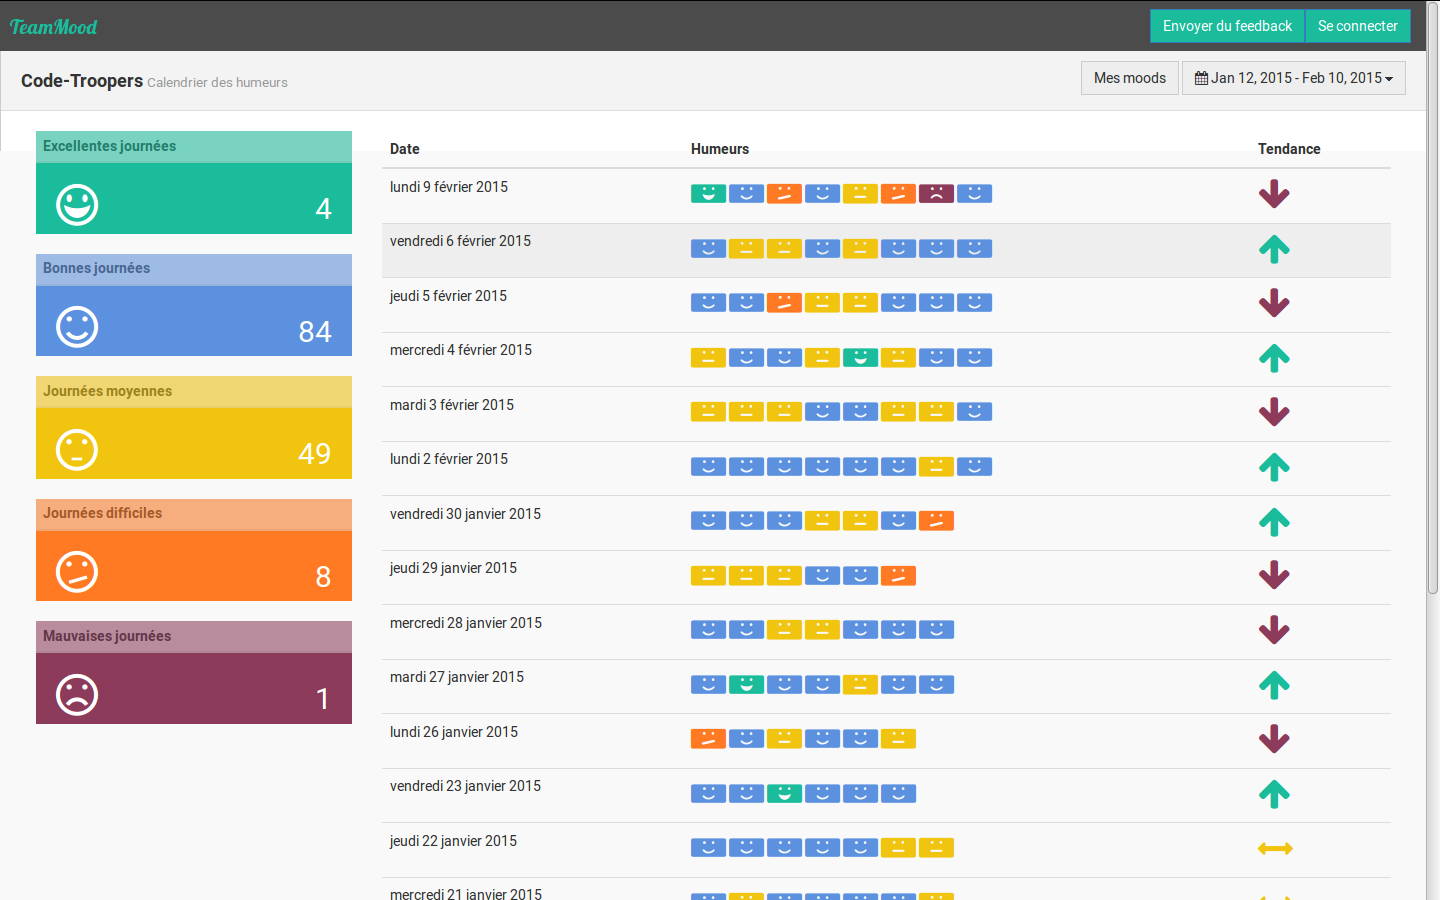 TeamMood
Envoyer du feedback
Se connecter
Code-Troopers Calendrier des humeurs
Mes moods
Jan 12, 2015 - Feb 10, 2015
Excellentes journées
4
Bonnes journées
84
Journées moyennes
49
Journées difficiles
8
Mauvaises journées
1
Date Humeurs Tendance
lundi 9 février 2015
vendredi 6 février 2015
jeudi 5 février 2015
mercredi 4 février 2015
mardi 3 février 2015
lundi 2 février 2015
vendredi 30 janvier 2015
jeudi 29 janvier 2015
mercredi 28 janvier 2015
mardi 27 janvier 2015
lundi 26 janvier 2015
vendredi 23 janvier 2015
jeudi 22 janvier 2015
mercredi 21 janvier 2015